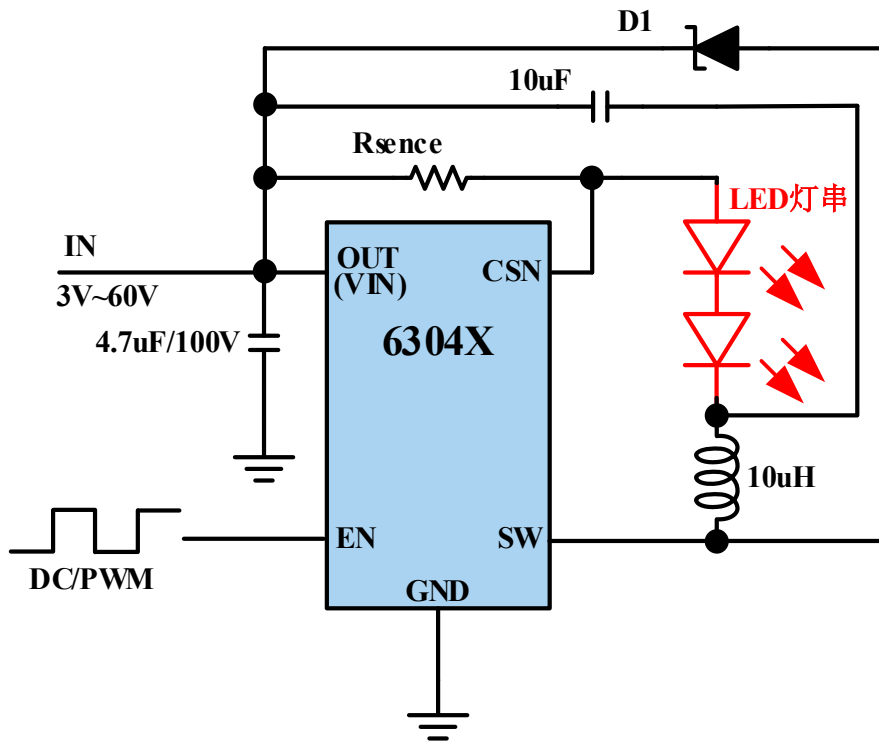 D1
10uF
Rsence
LED灯串
IN
OUT
(VIN)
CSN
3V~60V
4.7uF/100V
6304X
10uH
EN
SW
DC/PWM
GND